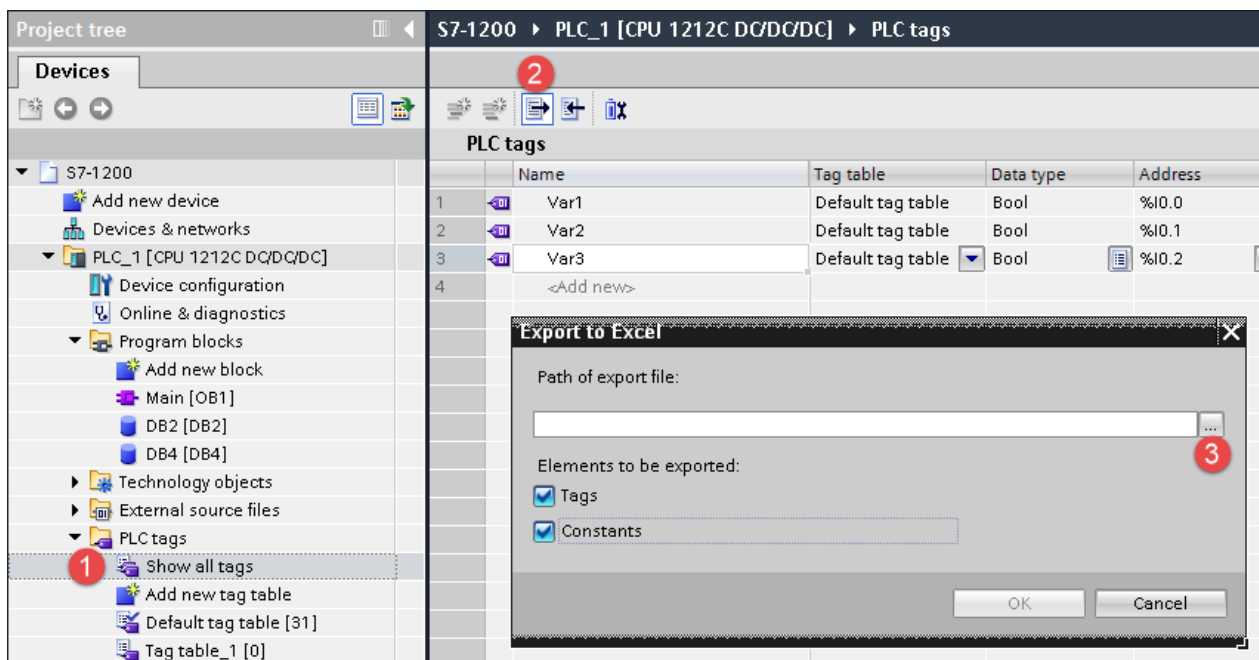 Project tree
Devices
S7-1200
Add new device
Devices & networks
PLC_1 [CPU 1212C DC/DC/DC]
Device configuration
Online & diagnostics
Program blocks
Add new block
Main [OB1]
DB2 [DB2]
DB4 [DB4]
Technology objects
External source files
PLC tags
1
Show all tags
Add new tag table
Default tag table [31]
Tag table_1 [0]
S7-1200 PLC_1 [CPU 1212C DC/DC/DC] PLC tags
2
PLC tags
Name Tag table Data type Address
1 Var1 Default tag table Bool %I0.0
2 Var2 Default tag table Bool %I0.1
3 Var3 Default tag table Bool %I0.2
4 <Add new>
Export to Excel
Path of export file:
...
3
Elements to be exported:
Tags
Constants
OK Cancel